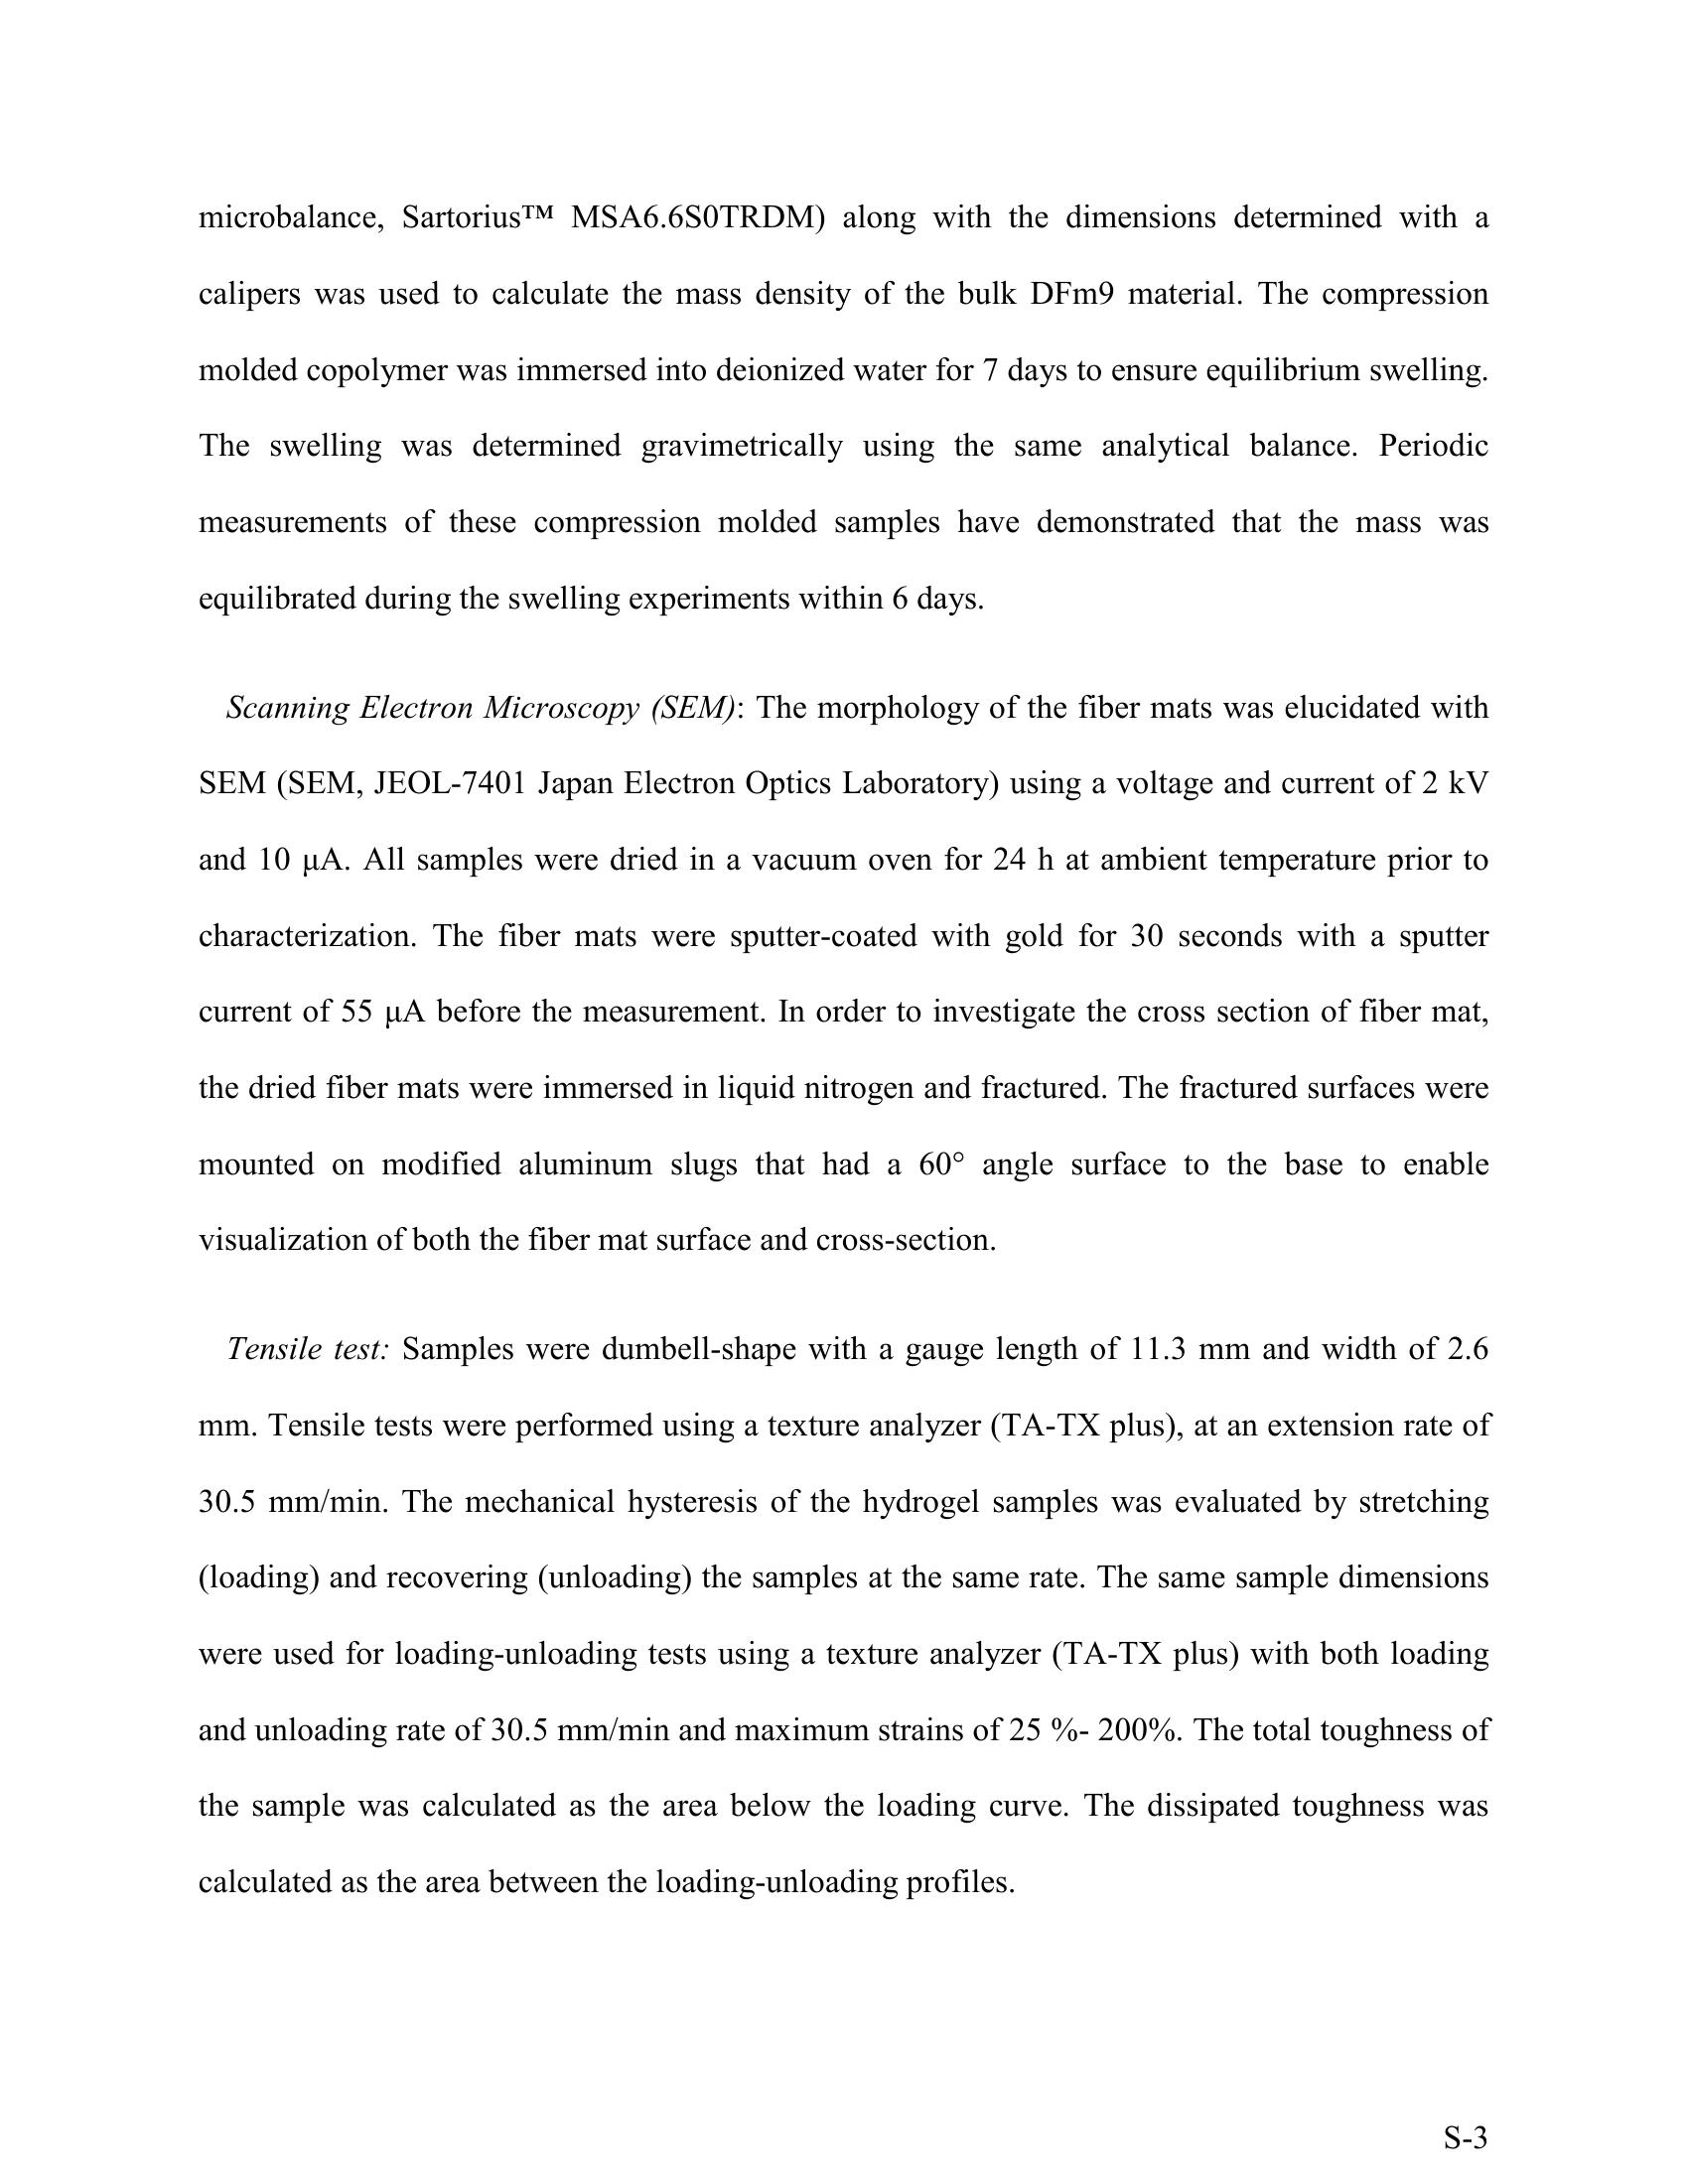 microbalance, Sartorius™ MSA6.6S0TRDM) along with the dimensions determined with a
calipers was used to calculate the mass density of the bulk DFm9 material. The compression
molded copolymer was immersed into deionized water for 7 days to ensure equilibrium swelling.
The swelling was determined gravimetrically using the same analytical balance. Periodic
measurements of these compression molded samples have demonstrated that the mass was
equilibrated during the swelling experiments within 6 days.
Scanning Electron Microscopy (SEM): The morphology of the fiber mats was elucidated with
SEM (SEM, JEOL-7401 Japan Electron Optics Laboratory) using a voltage and current of 2 kV
and 10 μA. All samples were dried in a vacuum oven for 24 h at ambient temperature prior to
characterization. The fiber mats were sputter-coated with gold for 30 seconds with a sputter
current of 55 μA before the measurement. In order to investigate the cross section of fiber mat,
the dried fiber mats were immersed in liquid nitrogen and fractured. The fractured surfaces were
mounted on modified aluminum slugs that had a 60° angle surface to the base to enable
visualization of both the fiber mat surface and cross-section.
Tensile test: Samples were dumbell-shape with a gauge length of 11.3 mm and width of 2.6
mm. Tensile tests were performed using a texture analyzer (TA-TX plus), at an extension rate of
30.5 mm/min. The mechanical hysteresis of the hydrogel samples was evaluated by stretching
(loading) and recovering (unloading) the samples at the same rate. The same sample dimensions
were used for loading-unloading tests using a texture analyzer (TA-TX plus) with both loading
and unloading rate of 30.5 mm/min and maximum strains of 25 %- 200%. The total toughness of
the sample was calculated as the area below the loading curve. The dissipated toughness was
calculated as the area between the loading-unloading profiles.
S-3